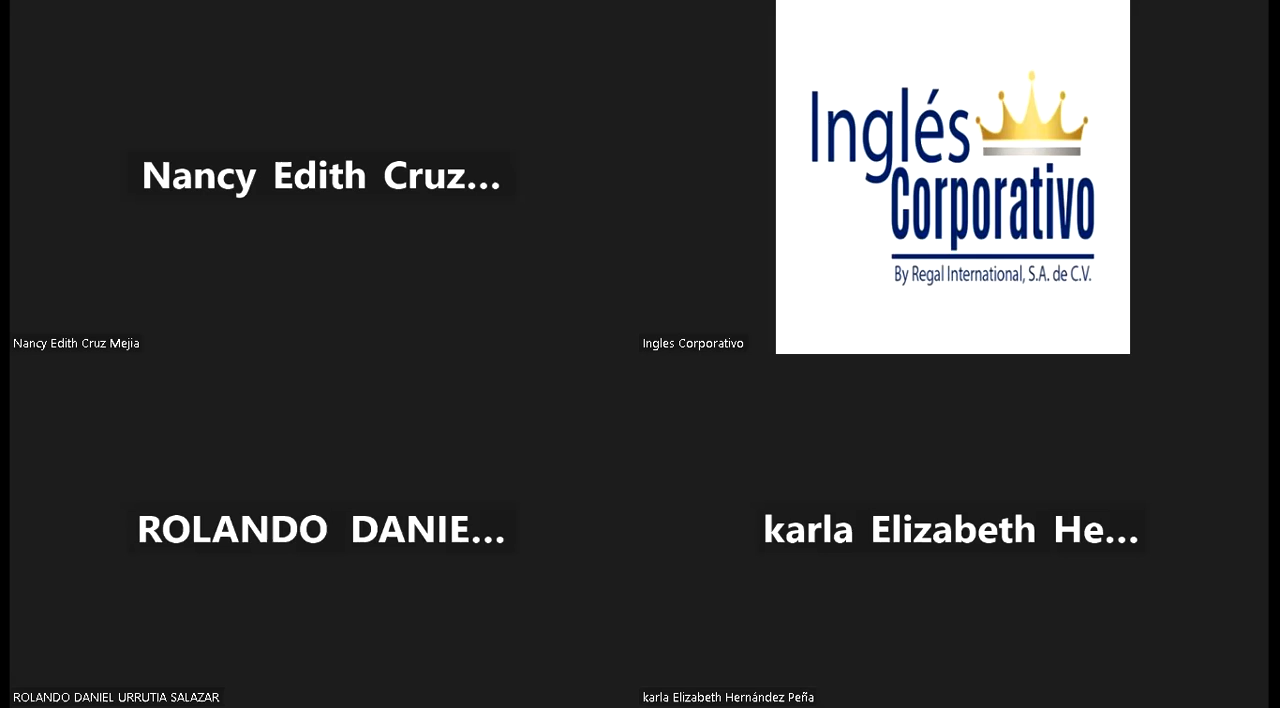 Nancy Edith Cruz...
Nancy Edith Cruz Mejia
Inglés
Corporativo
By Regal International, S.A. de C.V.
Ingles Corporativo
ROLANDO DANIE...
ROLANDO DANIEL URRUTIA SALAZAR
karla Elizabeth He...
karla Elizabeth Hernández Peña